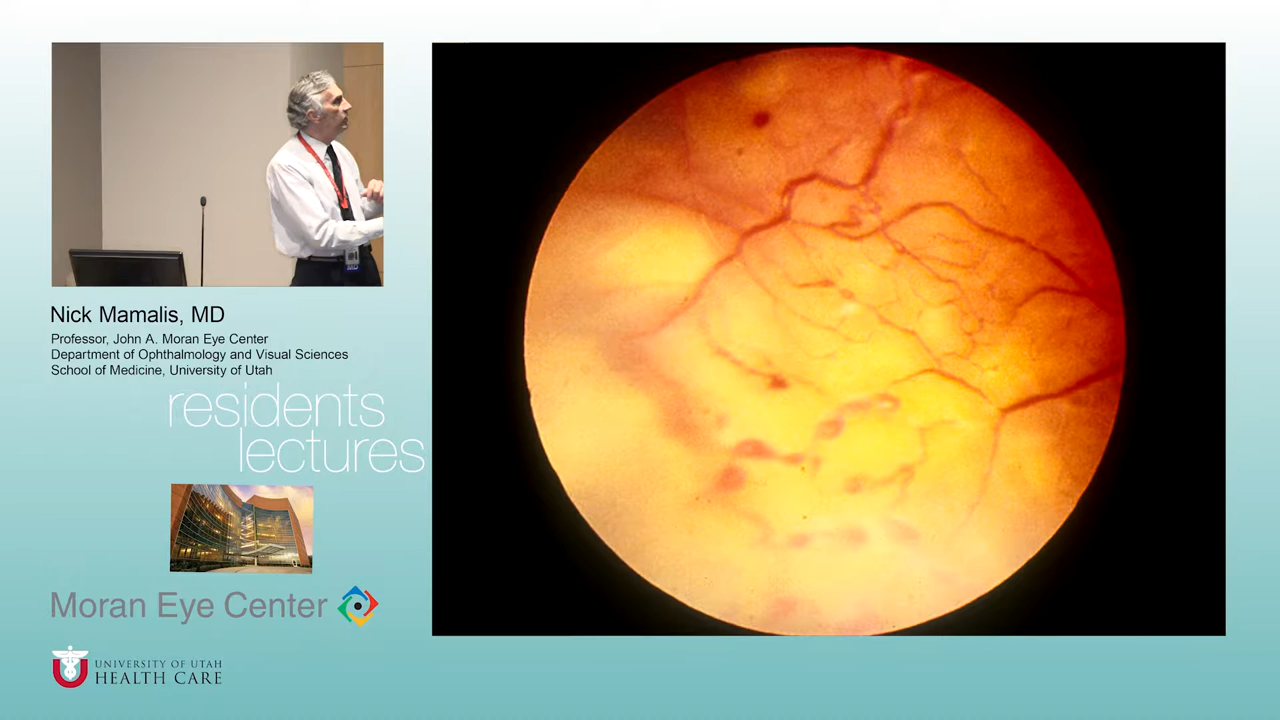 Nick Mamalis, MD
Professor, John A. Moran Eye Center
Department of Ophthalmology and Visual Sciences
School of Medicine, University of Utah
residents
lectures
Moran Eye Center
UNIVERSITY OF UTAH
HEALTH CARE